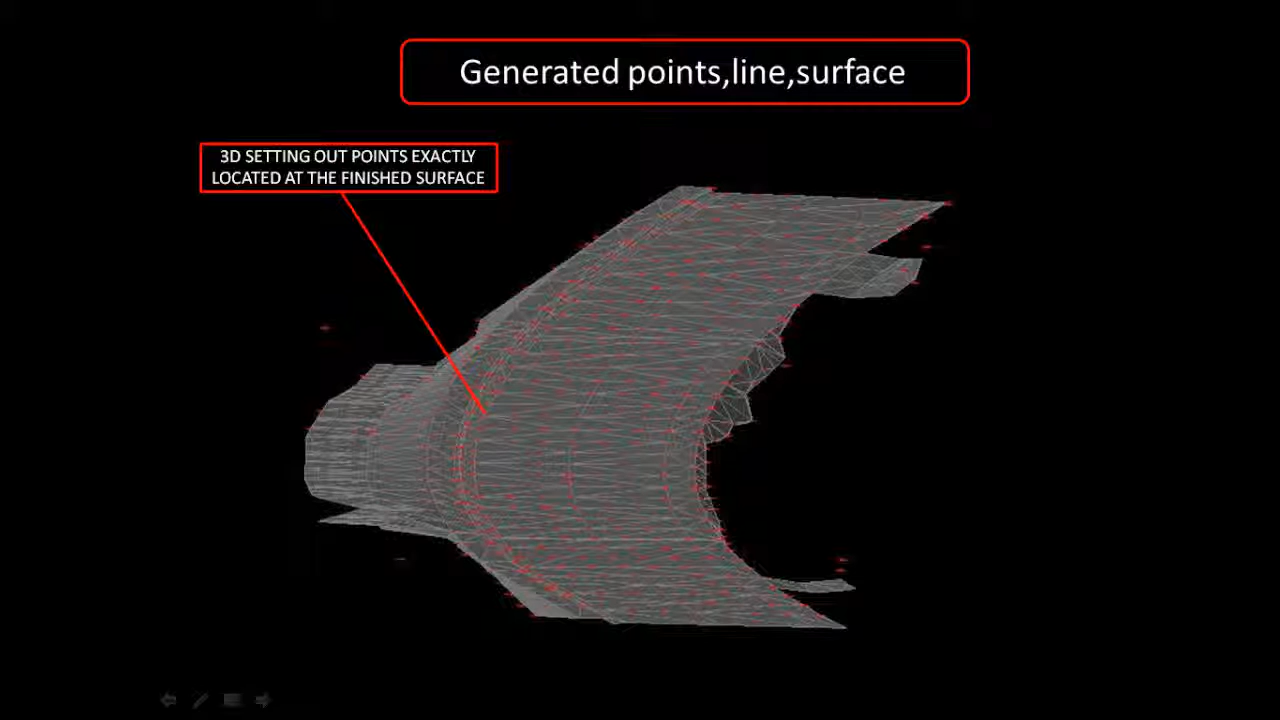 Generated points,line,surface
3D SETTING OUT POINTS EXACTLY
LOCATED AT THE FINISHED SURFACE